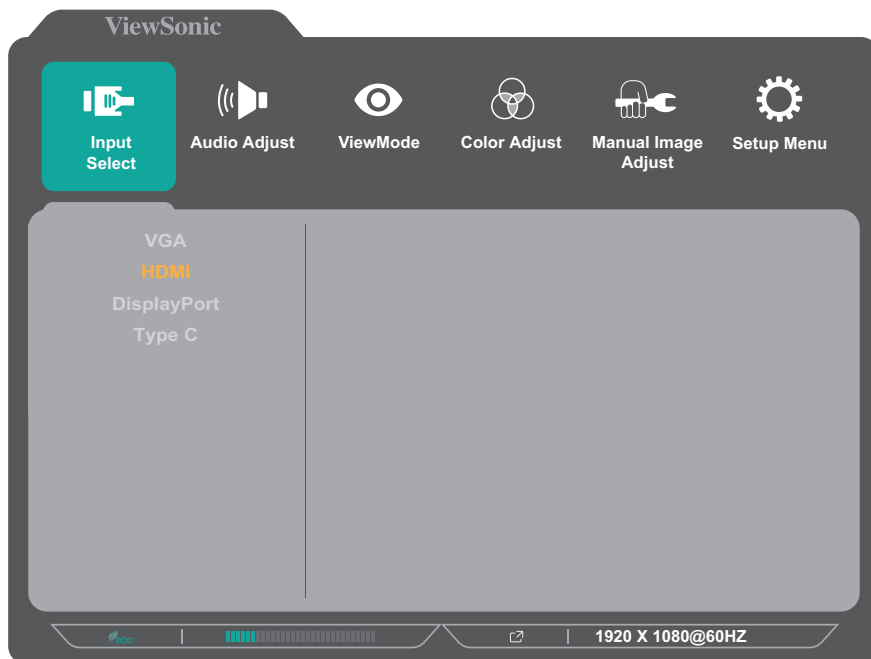 ViewSonic
Input
Select
Audio Adjust
ViewMode
Color Adjust
Manual Image
Adjust
Setup Menu
VGA
HDMI
DisplayPort
Type C
eco
1920 X 1080@60HZ